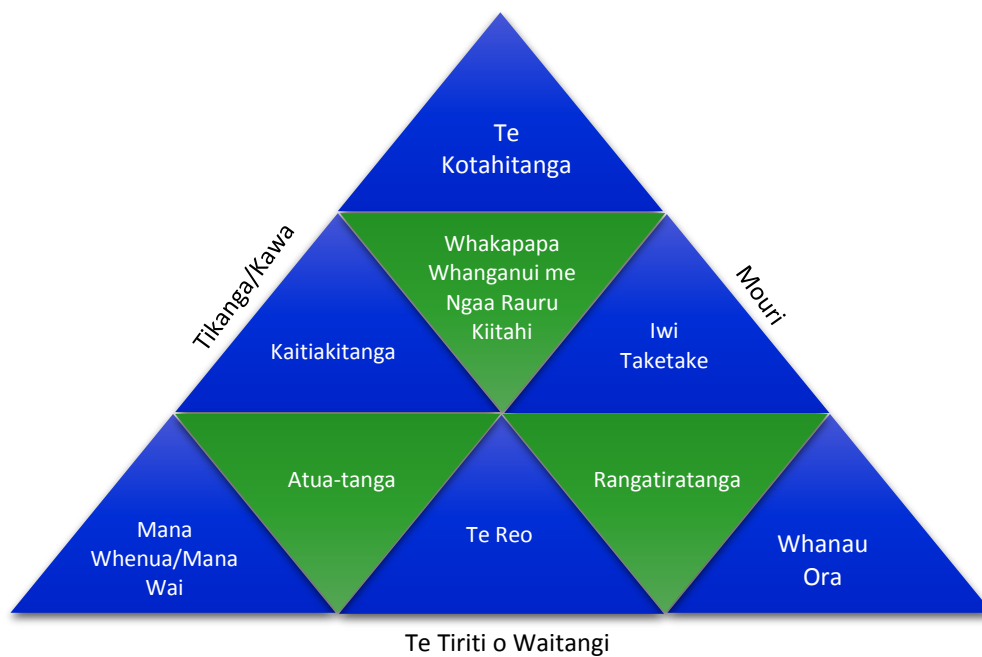 Te
Kotahitanga
Whakapapa
Whanganui me
Ngaa Rauru
Kiitahi
Tikanga/Kawa
Mouri
Kaitiakitanga
Iwi
Taketake
Atua-tanga
Rangatiratanga
Mana
Whenua/Mana
Wai
Te Reo
Whanau
Ora
Te Tiriti o Waitangi